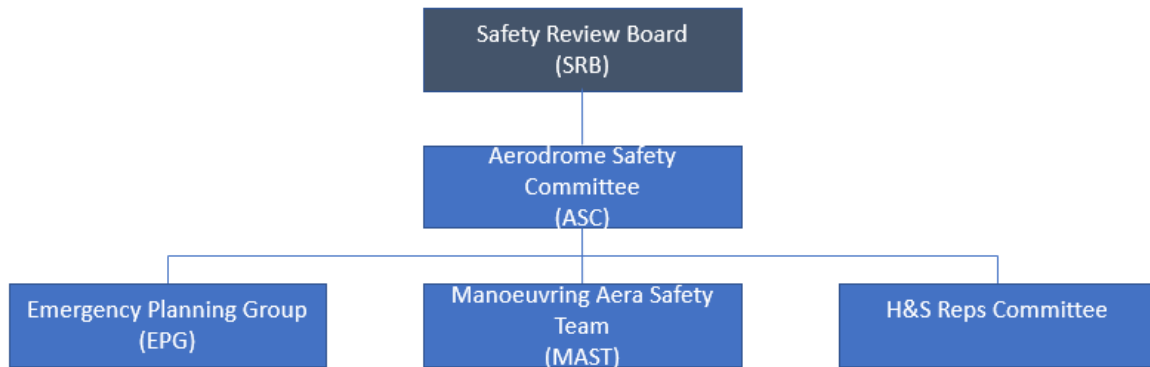 Safety Review Board
(SRB)
Aerodrome Safety
Committee
(ASC)
Emergency Planning Group
(EPG)
Manoeuvring Aera Safety
Team
(MAST)
H&S Reps Committee